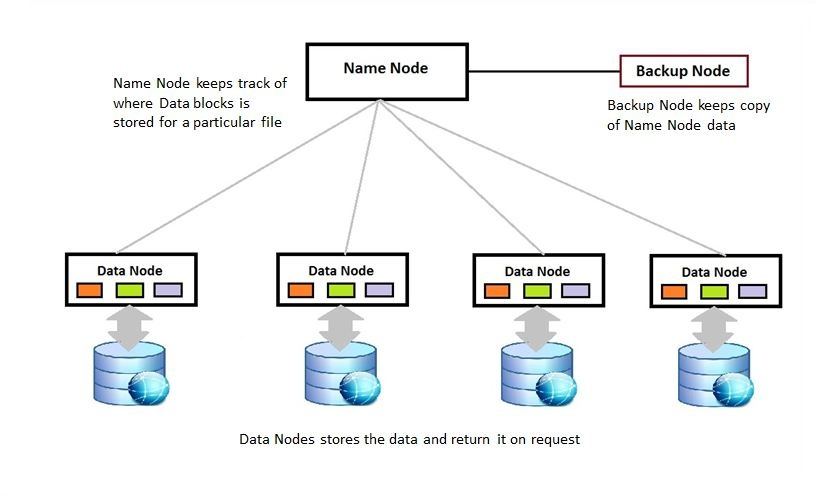 Name Node
Backup Node
Name Node keeps track of
where Data blocks is
stored for a particular file
Backup Node keeps copy
of Name Node data
Data Node
Data Node
Data Node
Data Node
Data Nodes stores the data and return it on request